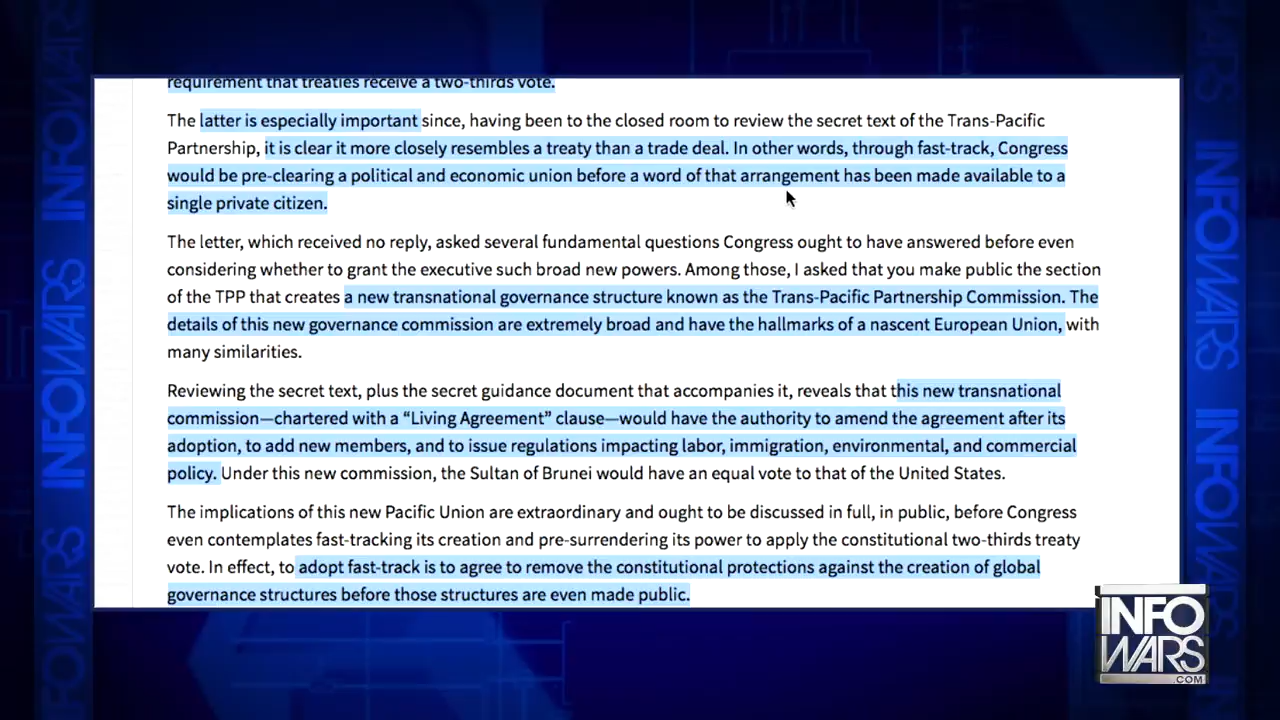 requirement that treaties receive a two-thirds vote.
The latter is especially important since, having been to the closed room to review the secret text of the Trans-Pacific
Partnership, it is clear it more closely resembles a treaty than a trade deal. In other words, through fast-track, Congress
would be pre-clearing a political and economic union before a word of that arrangement has been made available to a
single private citizen.
The letter, which received no reply, asked several fundamental questions Congress ought to have answered before even
considering whether to grant the executive such broad new powers. Among those, I asked that you make public the section
of the TPP that creates a new transnational governance structure known as the Trans-Pacific Partnership Commission. The
details of this new governance commission are extremely broad and have the hallmarks of a nascent European Union, with
many similarities.
Reviewing the secret text, plus the secret guidance document that accompanies it, reveals that this new transnational
commission—chartered with a “Living Agreement” clause—would have the authority to amend the agreement after its
adoption, to add new members, and to issue regulations impacting labor, immigration, environmental, and commercial
policy. Under this new commission, the Sultan of Brunei would have an equal vote to that of the United States.
The implications of this new Pacific Union are extraordinary and ought to be discussed in full, in public, before Congress
even contemplates fast-tracking its creation and pre-surrendering its power to apply the constitutional two-thirds treaty
vote. In effect, to adopt fast-track is to agree to remove the constitutional protections against the creation of global
governance structures before those structures are even made public.
INFOWARS
INFOWARS
INFOWARS
INFOWARS
INFO
WARS
.COM